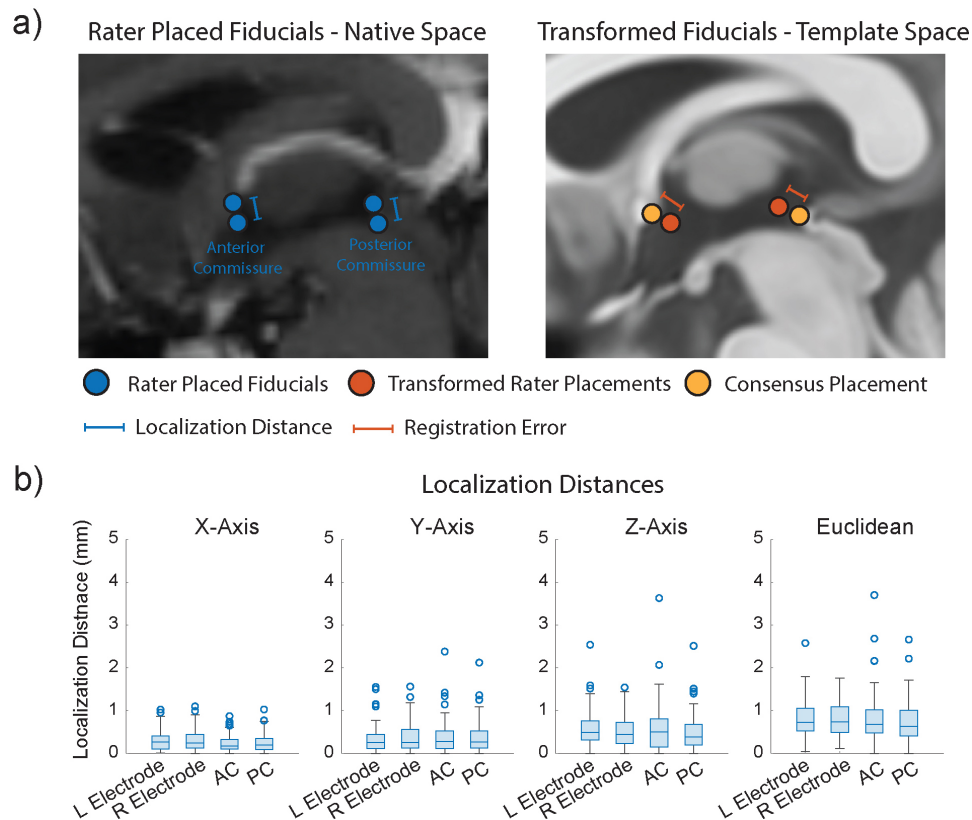 a)
Rater Placed Fiducials - Native Space
Transformed Fiducials - Template Space
Anterior
Commissure
Posterior
Commissure
Rater Placed Fiducials
Transformed Rater Placements
Consensus Placement
Localization Distance
Registration Error
b)
Localization Distances
X-Axis
Y-Axis
Z-Axis
Euclidean
Localization Distnace (mm)
5
4
3
2
1
0
L Electrode
R Electrode
AC
PC
5
4
3
2
1
0
L Electrode
R Electrode
AC
PC
5
4
3
2
1
0
L Electrode
R Electrode
AC
PC
5
4
3
2
1
0
L Electrode
R Electrode
AC
PC